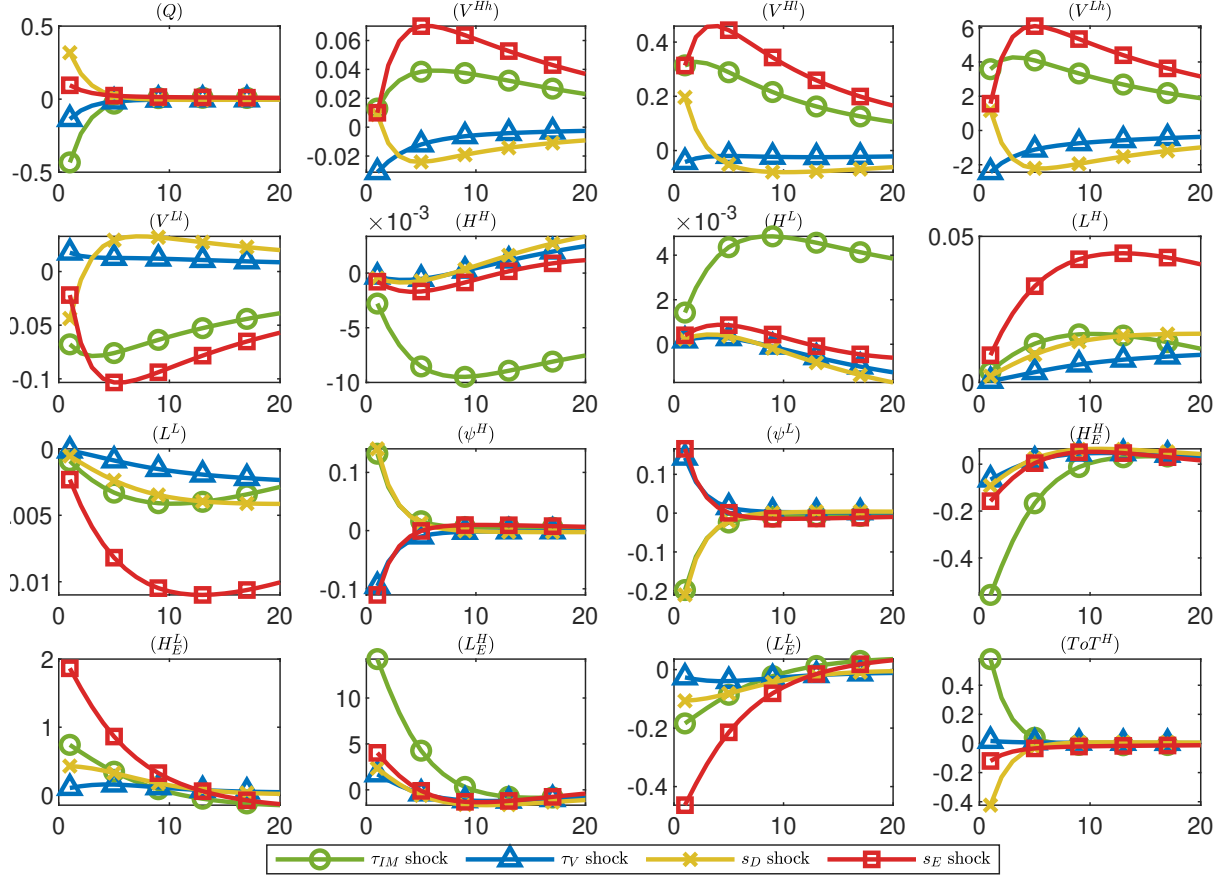 (Q) (V^{Hh}) (V^{Hl}) (V^{Lh})
0.5 0 -0.5
0 10 20
0.06 0.04 0.02 0 -0.02
0 10 20
0.4 0.2 0
0 10 20
6 4 2 0 -2
0 10 20
(V^{Ll}) (H^H) (H^L) (L^H)
0 0.05 -0.1
0 10 20
×10^{-3}
5 0 -5 -10
0 10 20
×10^{-3}
4 2 0
0 10 20
0.05 0
0 10 20
(L^L) (ψ^H) (ψ^L) (H_E^H)
0 .005 0.01
0 10 20
0.1 0 -0.1
0 10 20
0.1 0 -0.1 -0.2
0 10 20
0 -0.2 -0.4
0 10 20
(H_E^L) (L_E^H) (L_E^L) (ToT^H)
2 1 0
0 10 20
10 5 0
0 10 20
0 -0.2 -0.4
0 10 20
0.4 0.2 0 -0.2 -0.4
0 10 20
τ_{IM} shock τ_V shock s_D shock s_E shock